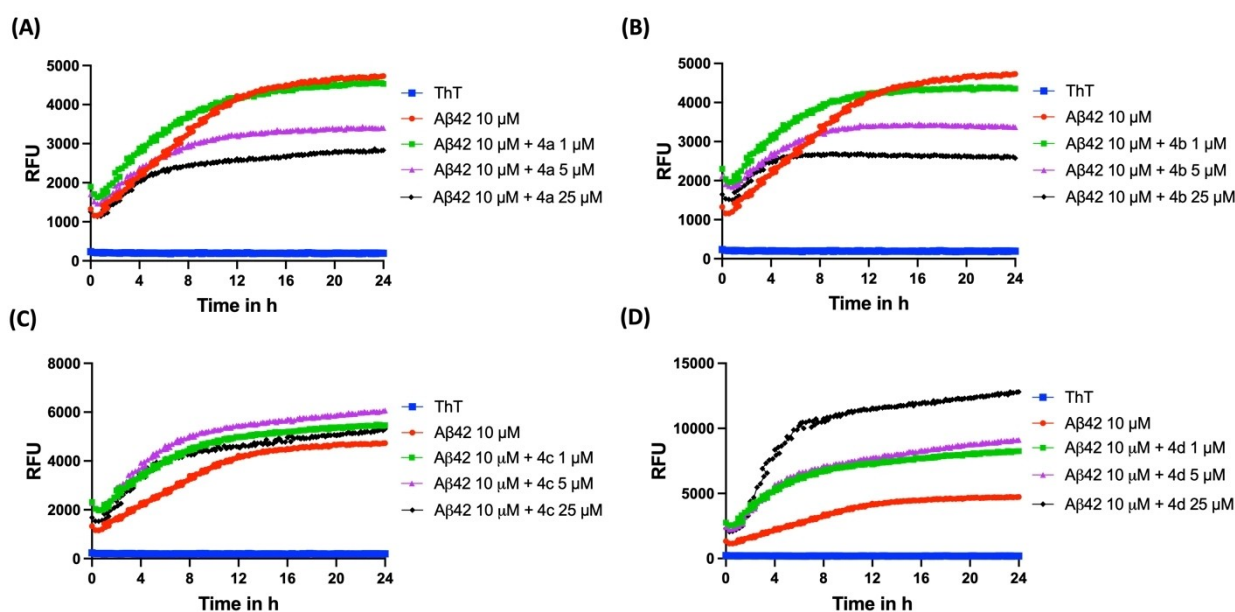 (A)
RFU
5000
4000
3000
2000
1000
0
0 4 8 12 16 20 24
Time in h
ThT
Aβ42 10 µM
Aβ42 10 µM + 4a 1 µM
Aβ42 10 µM + 4a 5 µM
Aβ42 10 µM + 4a 25 µM
(B)
RFU
5000
4000
3000
2000
1000
0
0 4 8 12 16 20 24
Time in h
ThT
Aβ42 10 µM
Aβ42 10 µM + 4b 1 µM
Aβ42 10 µM + 4b 5 µM
Aβ42 10 µM + 4b 25 µM
(C)
RFU
8000
6000
4000
2000
0
0 4 8 12 16 20 24
Time in h
ThT
Aβ42 10 µM
Aβ42 10 µM + 4c 1 µM
Aβ42 10 µM + 4c 5 µM
Aβ42 10 µM + 4c 25 µM
(D)
RFU
15000
10000
5000
0
0 4 8 12 16 20 24
Time in h
ThT
Aβ42 10 µM
Aβ42 10 µM + 4d 1 µM
Aβ42 10 µM + 4d 5 µM
Aβ42 10 µM + 4d 25 µM